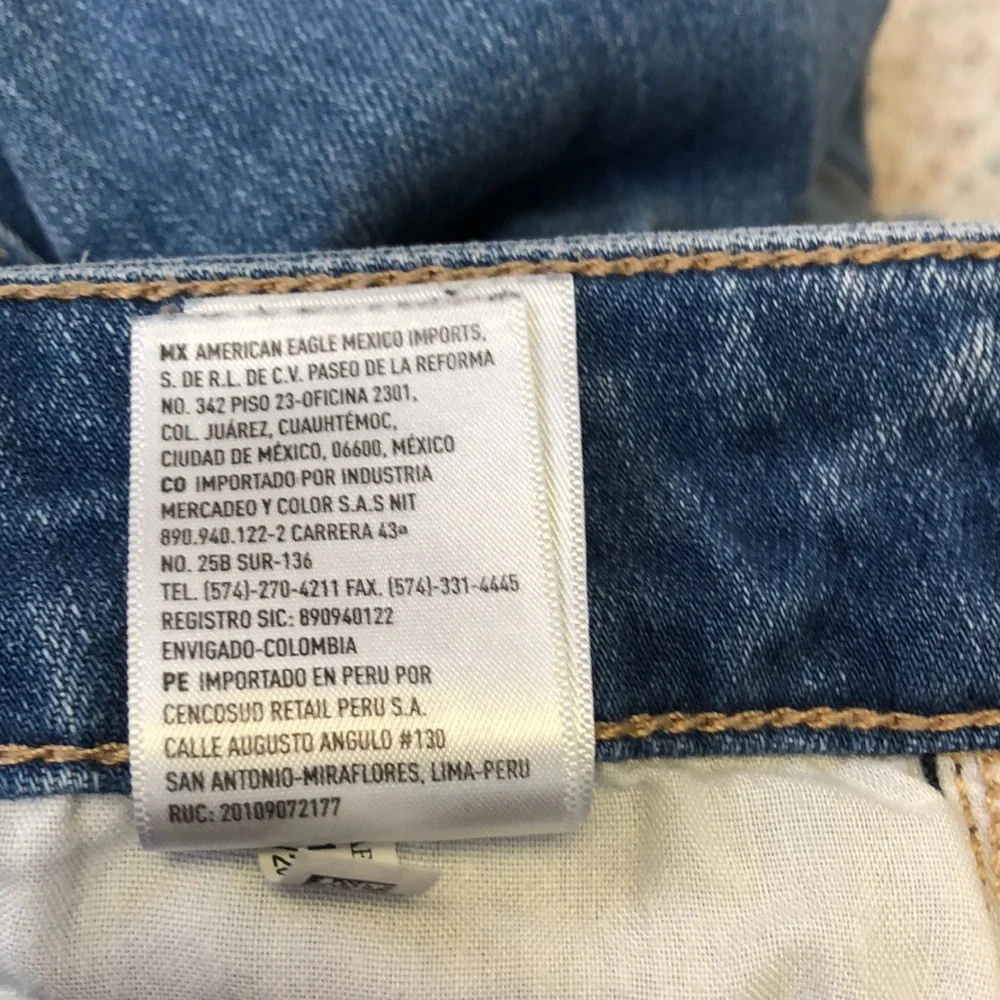 MX AMERICAN EAGLE MEXICO IMPORTS,
S. DE R.L. DE C.V. PASEO DE LA REFORMA
NO. 342 PISO 23-OFICINA 2301,
COL. JUÁREZ, CUAUHTÉMOC,
CIUDAD DE MÉXICO, 06600, MÉXICO
CO IMPORTADO POR INDUSTRIA
MERCADEO Y COLOR S.A.S NIT
890.940.122-2 CARRERA 43ª
NO. 25B SUR-136
TEL. (574)-270-4211 FAX. (574)-331-4445
REGISTRO SIC: 890940122
ENVIGADO-COLOMBIA
PE IMPORTADO EN PERU POR
CENCOSUD RETAIL PERU S.A.
CALLE AUGUSTO ANGULO #130
SAN ANTONIO-MIRAFLORES, LIMA-PERU
RUC: 20109072177